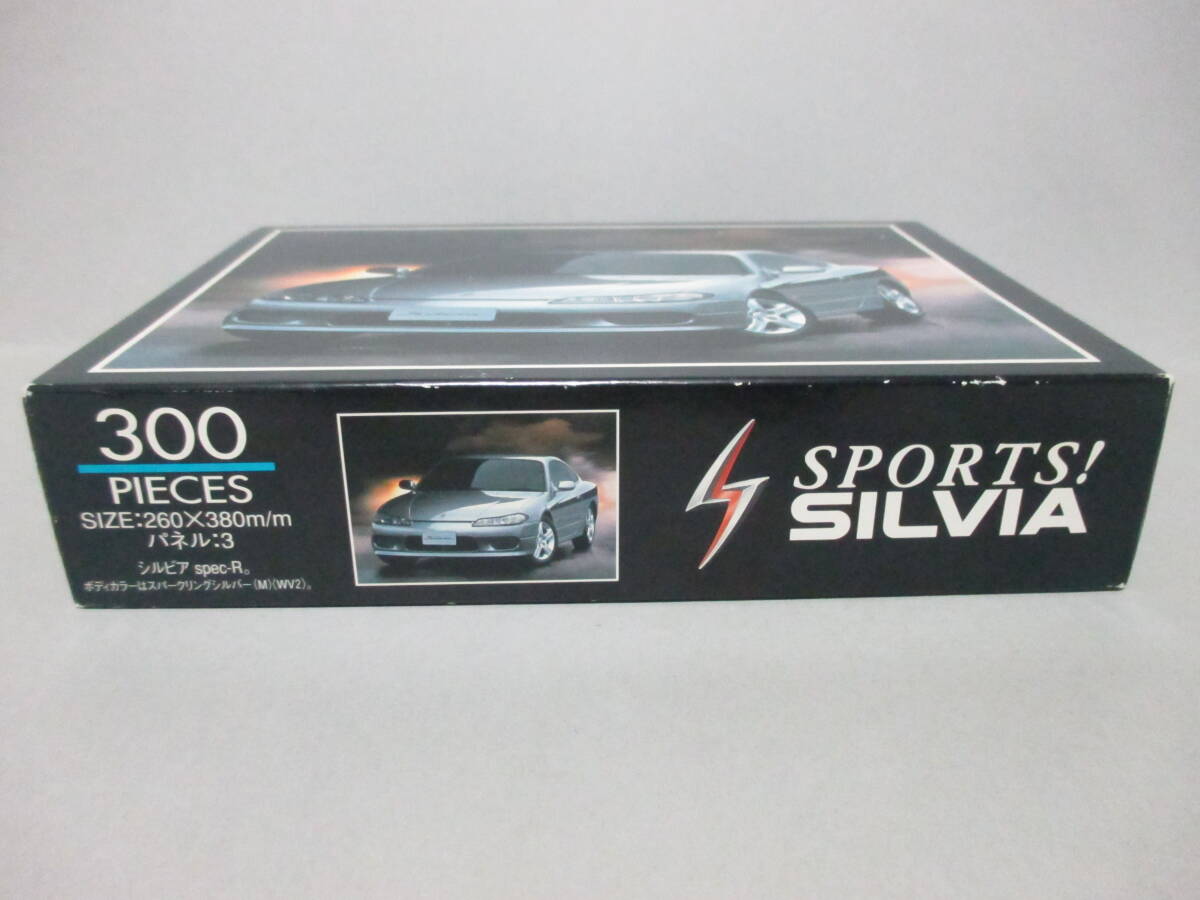 300
PIECES
SIZE:260×380m/m
パネル:3
シルビア spec-R。
ボディカラーはスパークリングシルバー(M)(WV2)。
SPORTS!
SILVIA